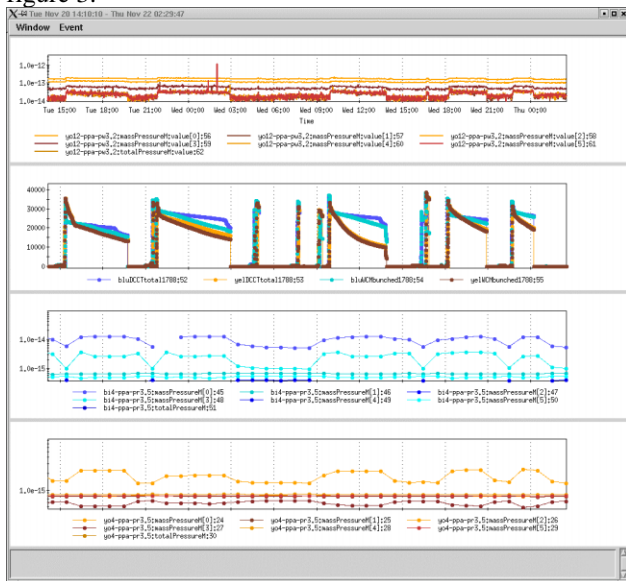 figure 3.
Tue Nov 20 14:18:10 - Thu Nov 22 02:29:47
Window Event
1.0e-12
1.0e-13
1.0e-14
Tue 15:00 Tue 18:00 Tue 21:00 Wed 00:00 Wed 03:00 Wed 06:00 Wed 09:00 Wed 12:00 Wed 15:00 Wed 18:00 Wed 21:00 Thu 00:00
Time
yo12-ppa-pw3,2;massPressureM;value[0];56 yo12-ppa-pw3,2;massPressureM;value[1];57 yo12-ppa-pw3,2;massPressureM;value[2];58
yo12-ppa-pw3,2;massPressureM;value[3];59 yo12-ppa-pw3,2;massPressureM;value[4];60 yo12-ppa-pw3,2;massPressureM;value[5];61
yo12-ppa-pw3,2;totalPressureM;value;62
40000
30000
20000
10000
0
bluDCCTtotal1788;52 yelDCCTtotal1788;53 bluWCMbunched1788;54 yelWCMbunched1788;55
1.0e-14
1.0e-15
bi4-ppa-pr3,5;massPressureM[0];45 bi4-ppa-pr3,5;massPressureM[1];46 bi4-ppa-pr3,5;massPressureM[2];47
bi4-ppa-pr3,5;massPressureM[3];48 bi4-ppa-pr3,5;massPressureM[4];49 bi4-ppa-pr3,5;massPressureM[5];50
bi4-ppa-pr3,5;totalPressureM;51
1.0e-15
yo4-ppa-pr3,5;massPressureM[0];24 yo4-ppa-pr3,5;massPressureM[1];25 yo4-ppa-pr3,5;massPressureM[2];26
yo4-ppa-pr3,5;massPressureM[3];27 yo4-ppa-pr3,5;massPressureM[4];28 yo4-ppa-pr3,5;massPressureM[5];29
yo4-ppa-pr3,5;totalPressureM;30